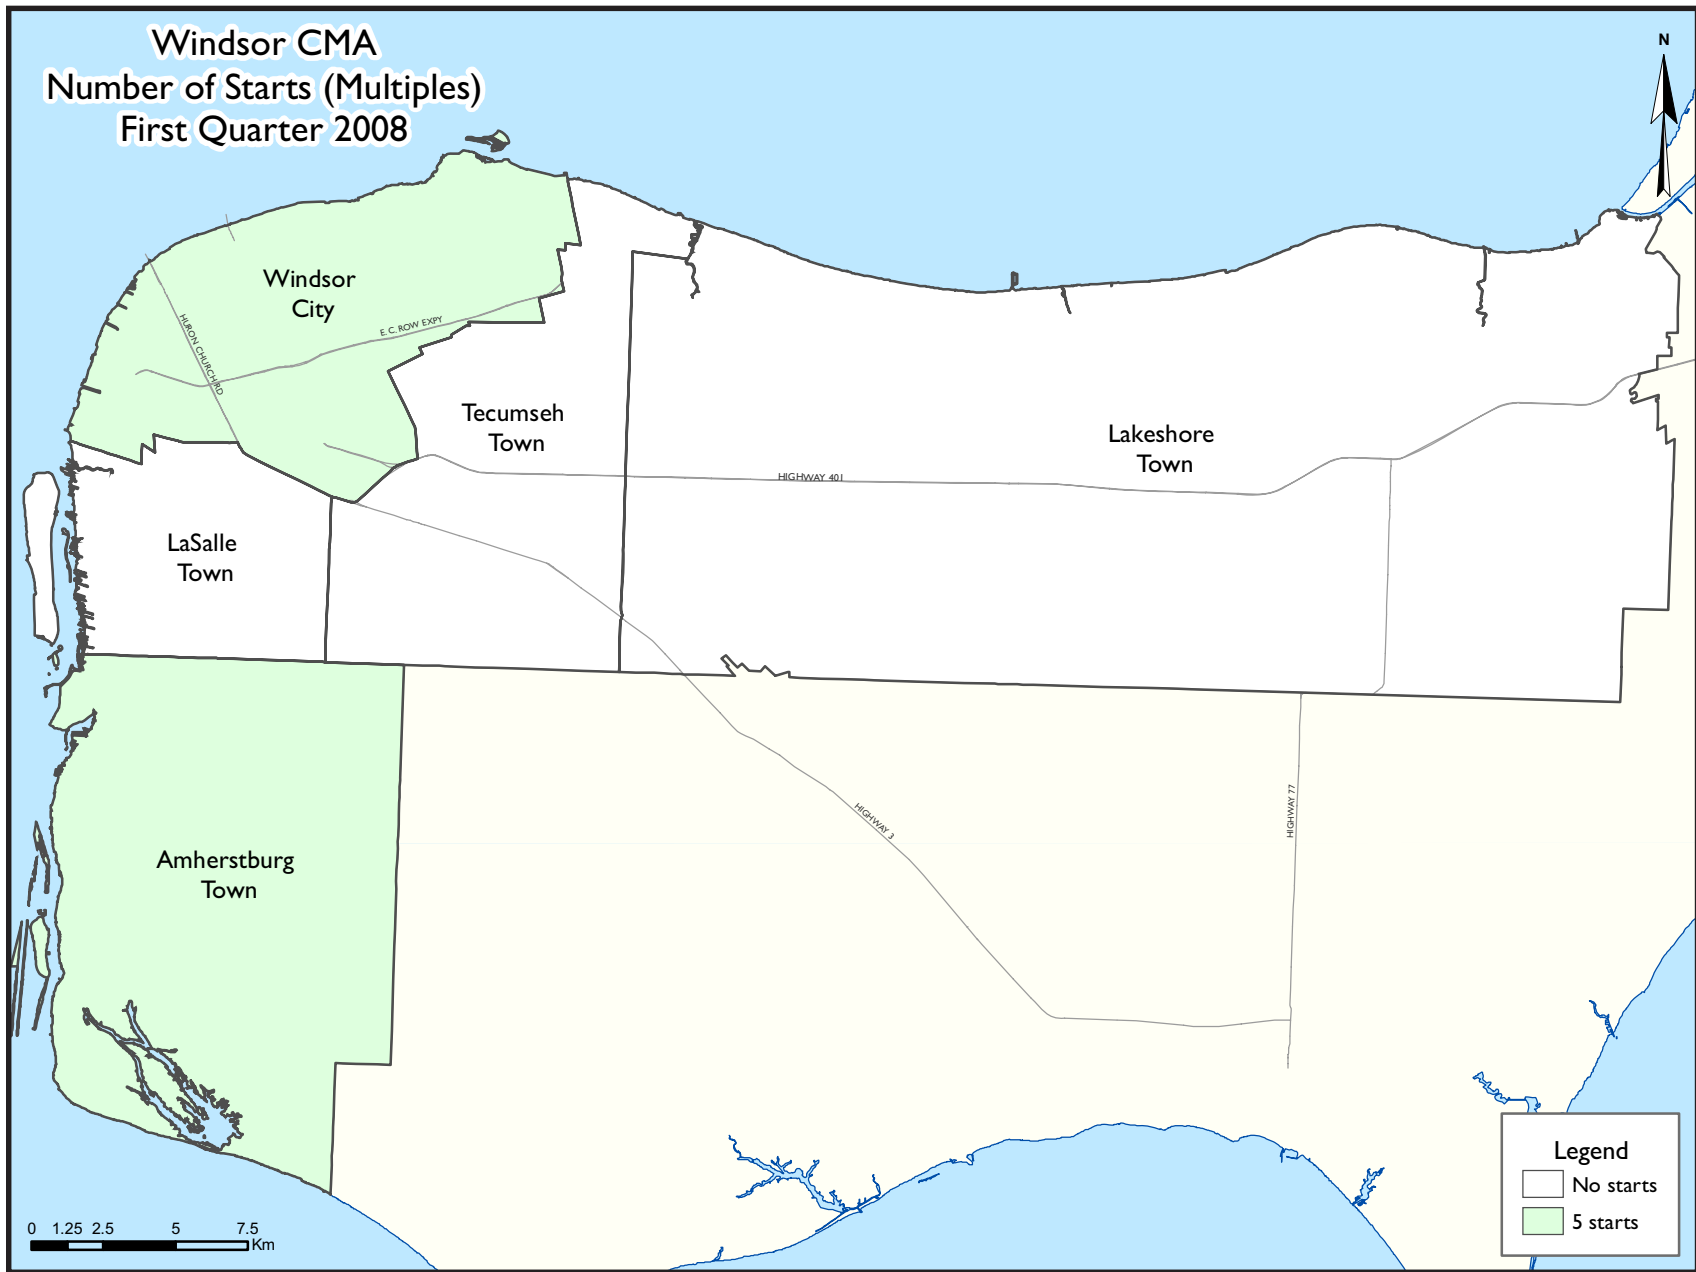 Windsor CMA
Number of Starts (Multiples)
First Quarter 2008
N
Windsor
City
HURON CHURCH RD
E. C. ROW EXPY
Tecumseh
Town
Lakeshore
Town
HIGHWAY 401
LaSalle
Town
HIGHWAY 3
HIGHWAY 77
Amherstburg
Town
Legend
No starts
5 starts
0 1.25 2.5 5 7.5
Km